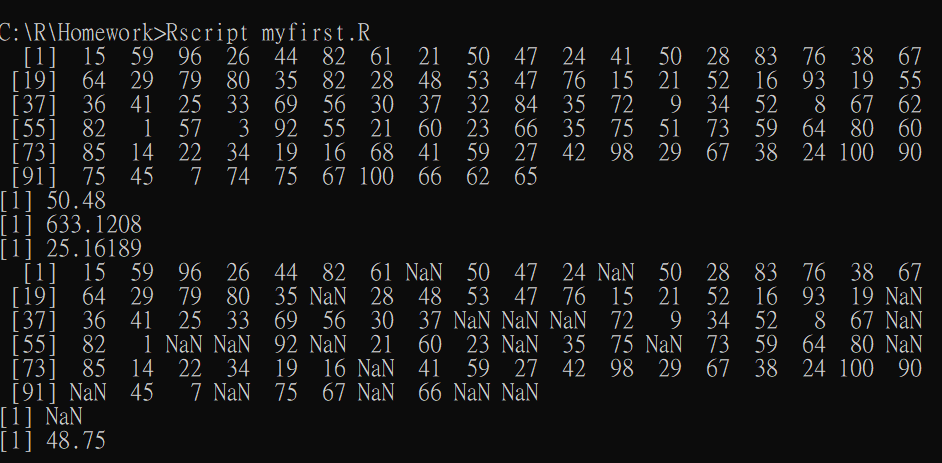 C:\R\Homework>Rscript myfirst.R
[1] 15 59 96 26 44 82 61 21 50 47 24 41 50 28 83 76 38 67
[19] 64 29 79 80 35 82 28 48 53 47 76 15 21 52 16 93 19 55
[37] 36 41 25 33 69 56 30 37 32 84 35 72 9 34 52 8 67 62
[55] 82 1 57 3 92 55 21 60 23 66 35 75 51 73 59 64 80 60
[73] 85 14 22 34 19 16 68 41 59 27 42 98 29 67 38 24 100 90
[91] 75 45 7 74 75 67 100 66 62 65
[1] 50.48
[1] 633.1208
[1] 25.16189
[1] 15 59 96 26 44 82 61 NaN 50 47 24 NaN 50 28 83 76 38 67
[19] 64 29 79 80 35 NaN 28 48 53 47 76 15 21 52 16 93 19 NaN
[37] 36 41 25 33 69 56 30 37 NaN NaN NaN 72 9 34 52 8 67 NaN
[55] 82 1 NaN NaN 92 NaN 21 60 23 NaN 35 75 NaN 73 59 64 80 NaN
[73] 85 14 22 34 19 16 NaN 41 59 27 42 98 29 67 38 24 100 90
[91] NaN 45 7 NaN 75 67 NaN 66 NaN NaN
[1] NaN
[1] 48.75